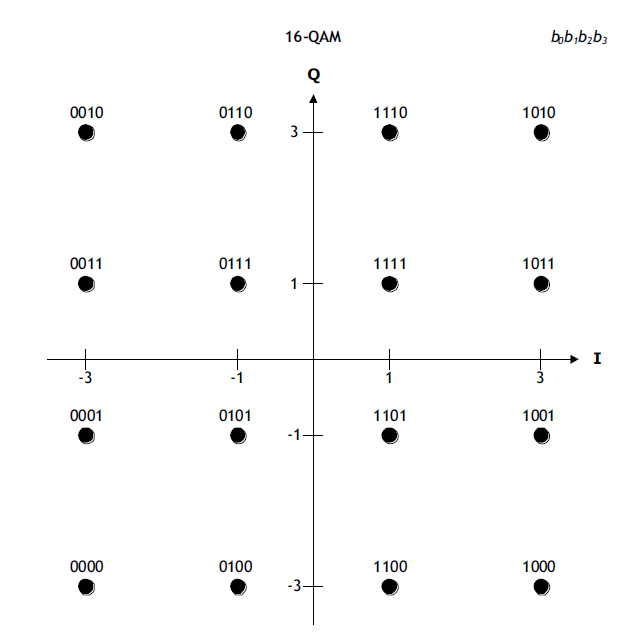 16-QAM b₀b₁b₂b₃
Q
0010 0110 1110 1010
3
0011 0111 1111 1011
1
I
-3 -1 1 3
0001 0101 1101 1001
-1
0000 0100 1100 1000
-3